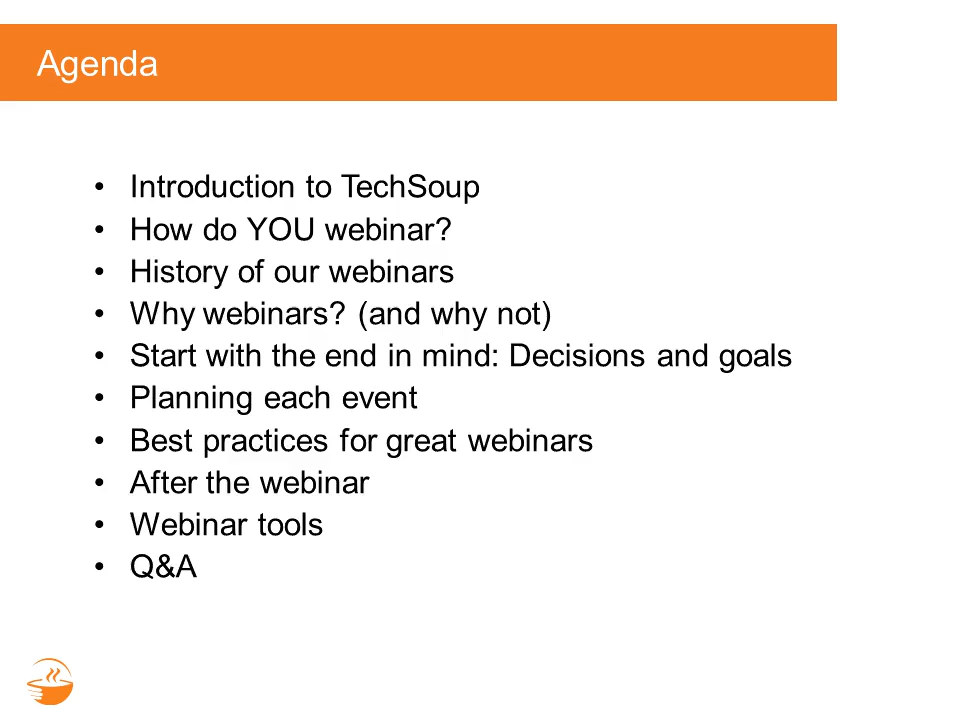 Agenda
• Introduction to TechSoup
• How do YOU webinar?
• History of our webinars
• Why webinars? (and why not)
• Start with the end in mind: Decisions and goals
• Planning each event
• Best practices for great webinars
• After the webinar
• Webinar tools
• Q&A